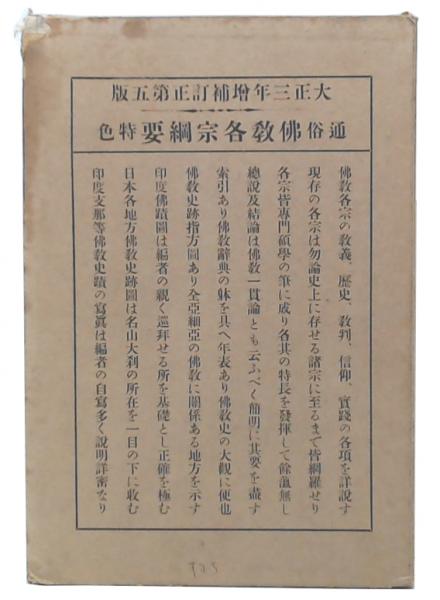 大正三年增補訂正第五版
通俗佛教各宗綱要特色
佛教各宗の教義、歷史、教判、信仰、實踐の各項を詳說す
現存の各宗は勿論史上に存せる諸宗に至るまで皆網羅せり
各宗皆專門碩學の筆に成り各其の特長を發揮して餘蘊無し
總說及結論は佛教一貫論とも云ふべく簡明に其要を盡す
索引あり佛教辭典の躰を具へ年表あり佛教史の大觀に便也
佛教史跡指方圖あり全亞細亞の佛教に關係ある地方を示す
印度佛蹟圖は編者の親く巡拜せる所を基礎とし正確を極む
日本各地方佛教史跡圖は名山大刹の所在を一目の下に收む
印度支那等佛教史蹟の寫眞は編者の自寫多く說明詳密なり